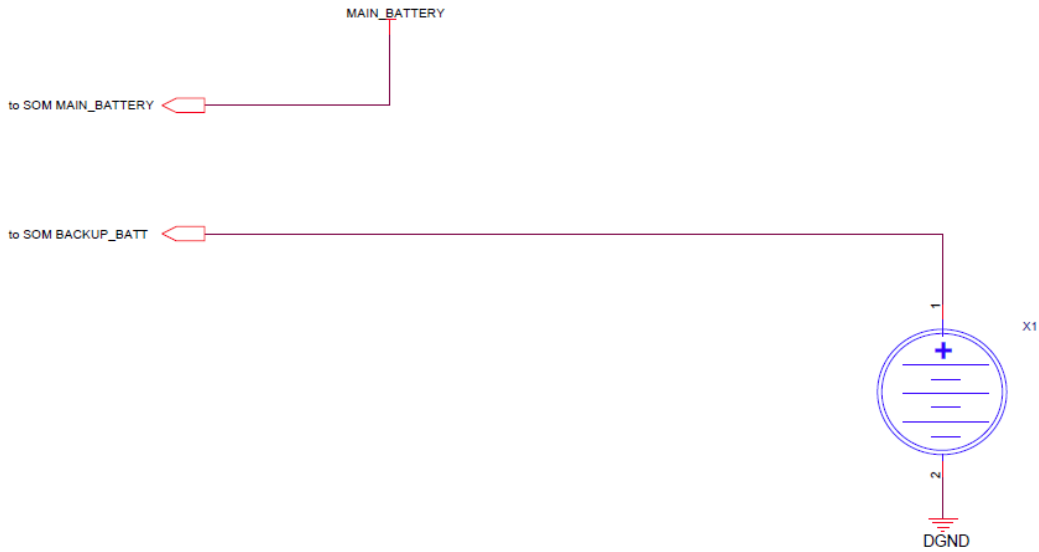 MAIN_BATTERY
to SOM MAIN_BATTERY
to SOM BACKUP_BATT
1
X1
+
2
DGND